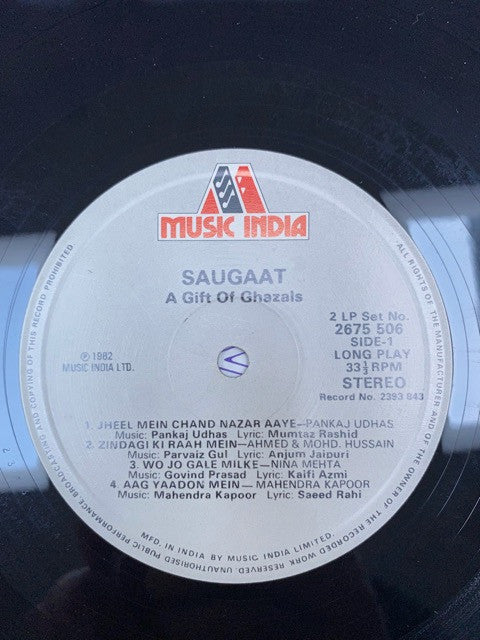 MUSIC INDIA
SAUGAAT
A Gift Of Ghazals
2 LP Set No.
2675 506
SIDE-1
LONG PLAY
33⅓ RPM
STEREO
Record No. 2393 843
℗ 1982
MUSIC INDIA LTD.
1. JHEEL MEIN CHAND NAZAR AAYE—PANKAJ UDHAS
Music: Pankaj Udhas Lyric: Mumtaz Rashid
2. ZINDAGI KI RAAH MEIN—AHMED & MOHD. HUSSAIN
Music: Parvaiz Gul Lyric: Anjum Jaipuri
3. WO JO GALE MILKE—NINA MEHTA
Music: Govind Prasad Lyric: Kaifi Azmi
4. AAG YAADON MEIN—MAHENDRA KAPOOR
Music: Mahendra Kapoor Lyric: Saeed Rahi
MFD. IN INDIA BY MUSIC INDIA LIMITED.
ALL RIGHTS OF THE MANUFACTURER AND OF THE OWNER OF THE RECORDED WORK RESERVED. UNAUTHORISED PUBLIC PERFORMANCE BROADCASTING AND COPYING OF THIS RECORD PROHIBITED